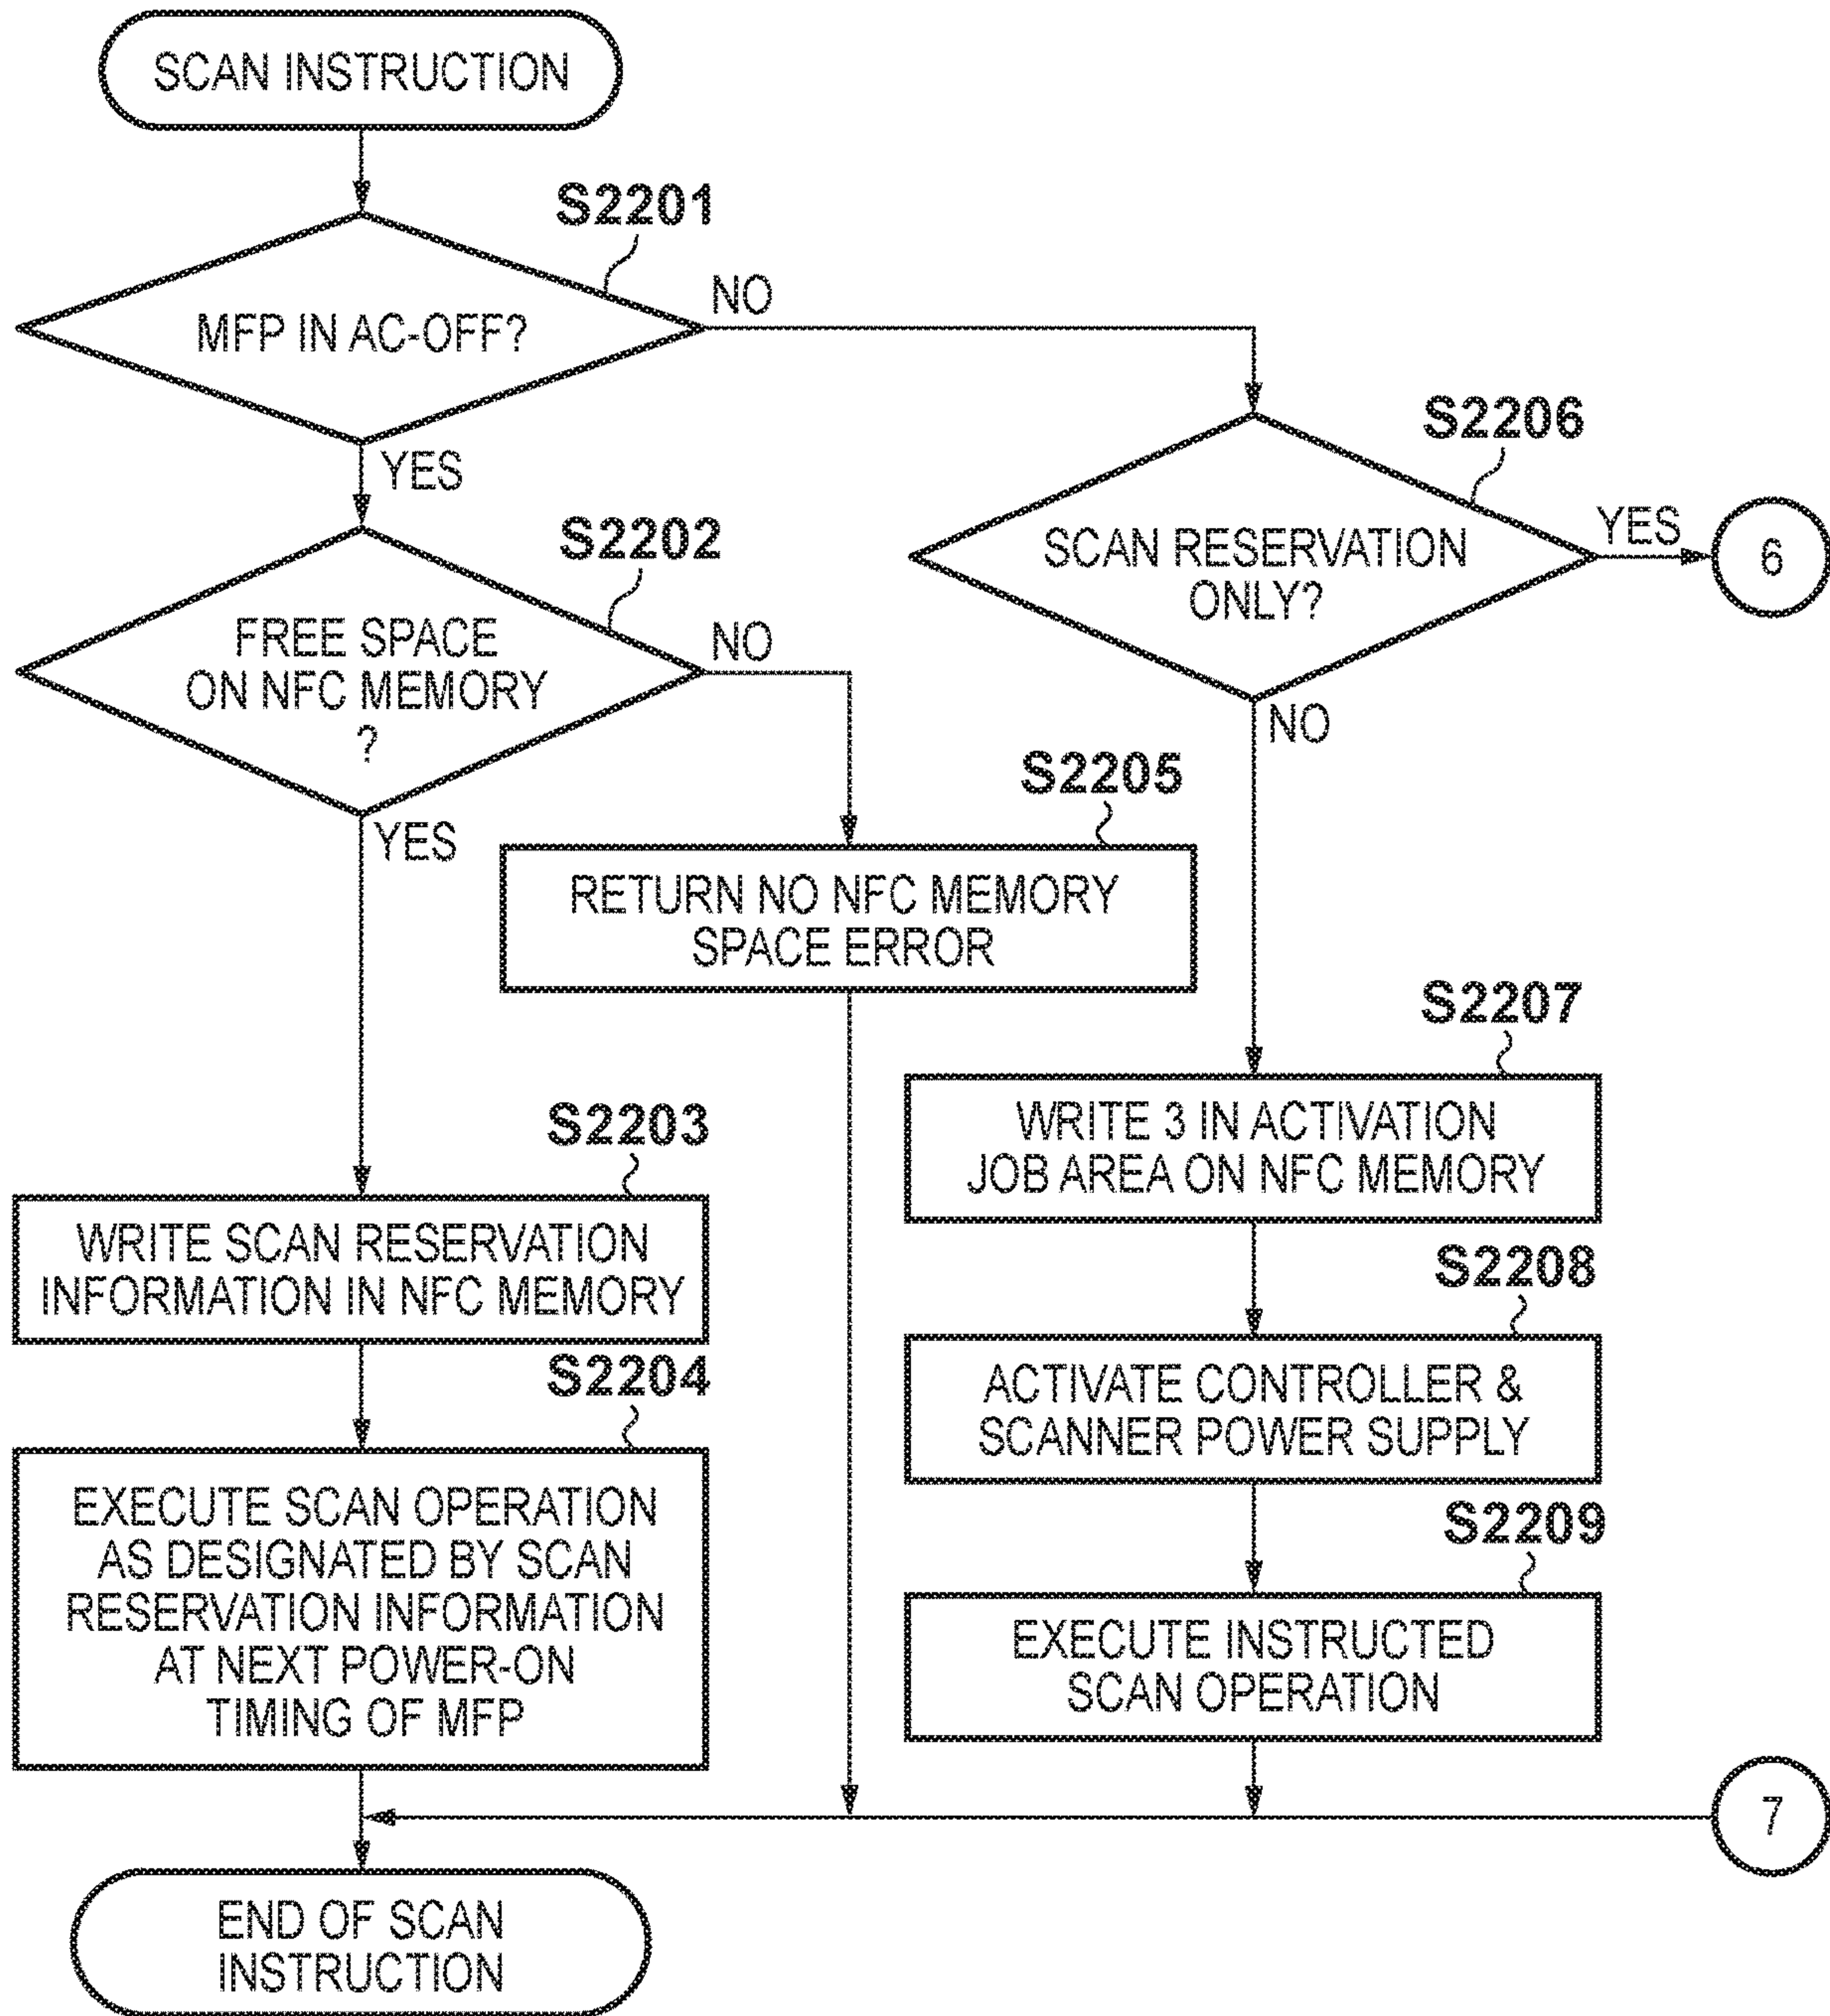 SCAN INSTRUCTION
S2201
MFP IN AC-OFF?
NO
YES
S2206
SCAN RESERVATION
ONLY?
YES
6
NO
S2202
FREE SPACE
ON NFC MEMORY
?
NO
YES
S2205
RETURN NO NFC MEMORY
SPACE ERROR
S2207
WRITE 3 IN ACTIVATION
JOB AREA ON NFC MEMORY
S2203
WRITE SCAN RESERVATION
INFORMATION IN NFC MEMORY
S2208
ACTIVATE CONTROLLER &
SCANNER POWER SUPPLY
S2204
EXECUTE SCAN OPERATION
AS DESIGNATED BY SCAN
RESERVATION INFORMATION
AT NEXT POWER-ON
TIMING OF MFP
S2209
EXECUTE INSTRUCTED
SCAN OPERATION
7
END OF SCAN
INSTRUCTION